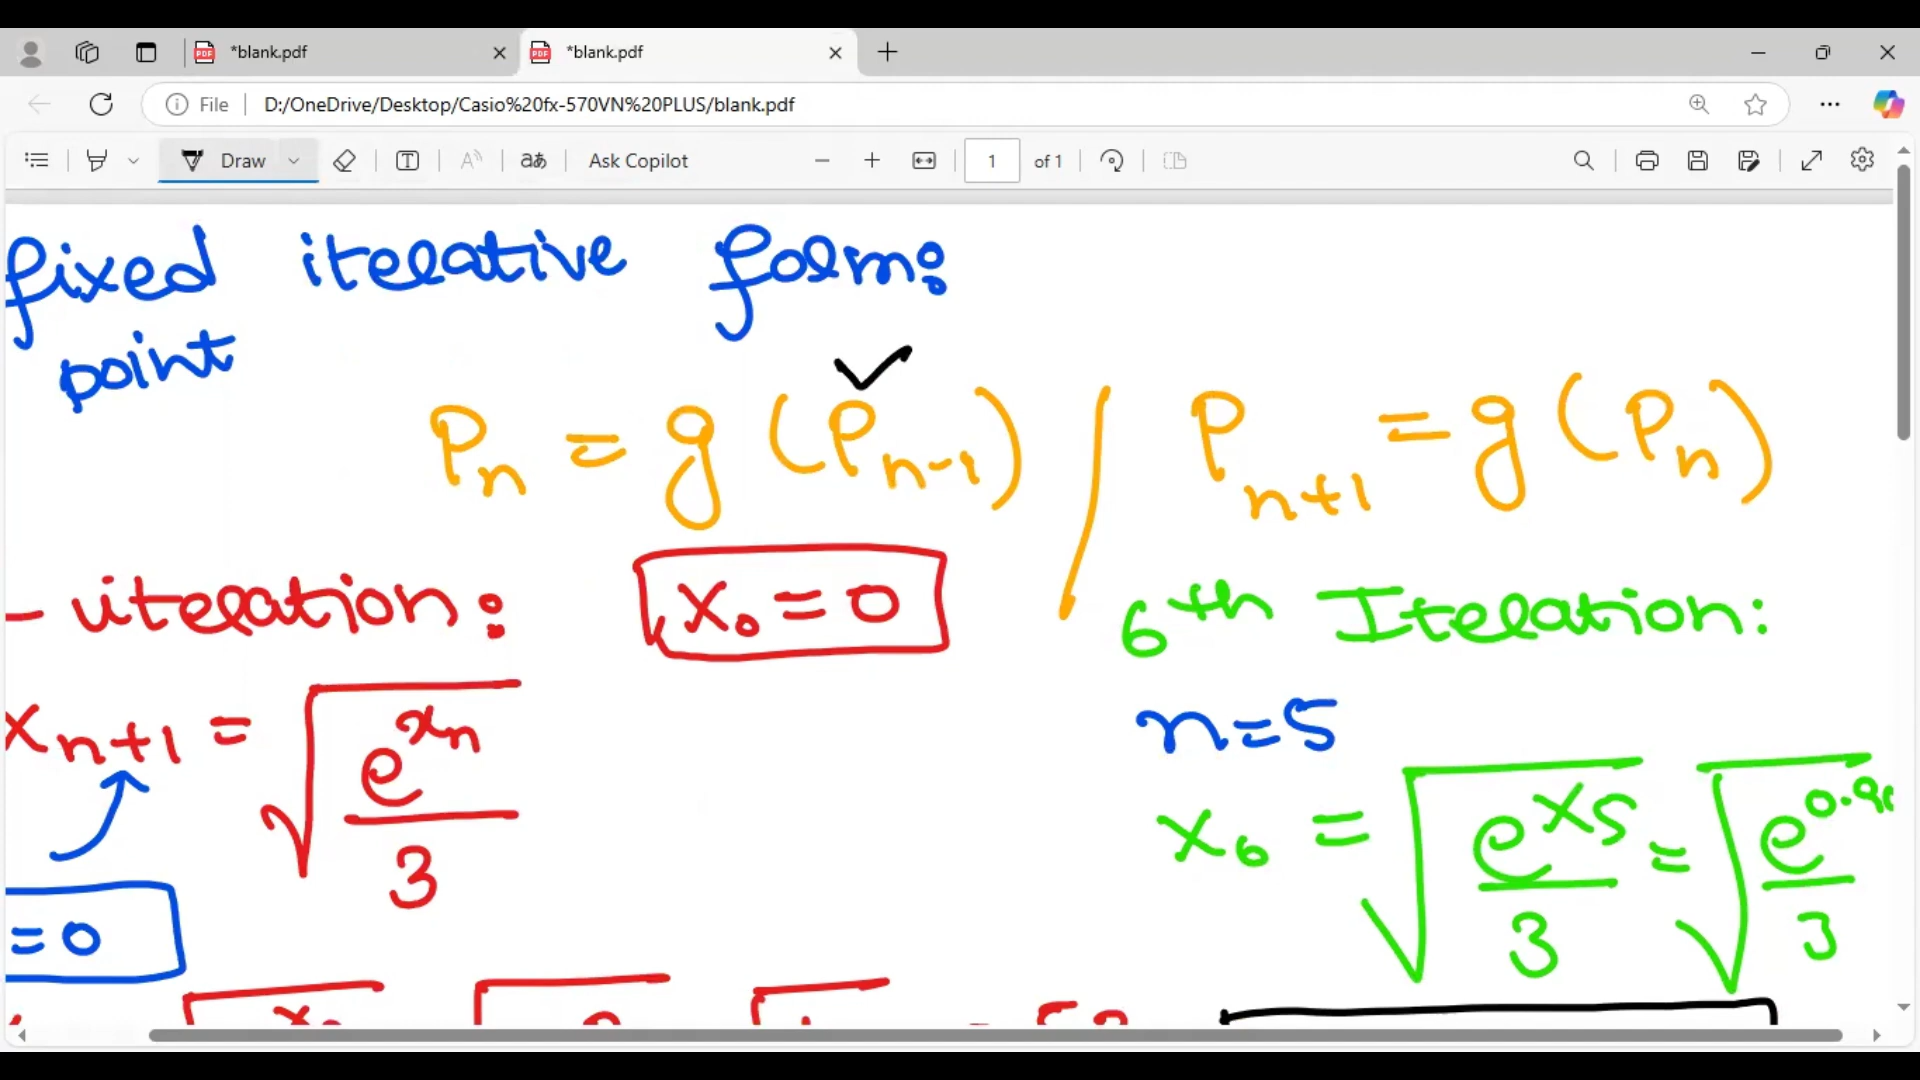 *blank.pdf
*blank.pdf
File
D:/OneDrive/Desktop/Casio%20fx-570VN%20PLUS/blank.pdf
Draw
Ask Copilot
1 of 1
fixed iterative form:
point
Pn = g(Pn-1) / Pn+1 = g(Pn)
- iteration:
x0 = 0
6th Iteration:
xn+1 = √(e^xn/3)
n=5
x6 = √(e^x5/3) = √(e^0.90/3)
= 0